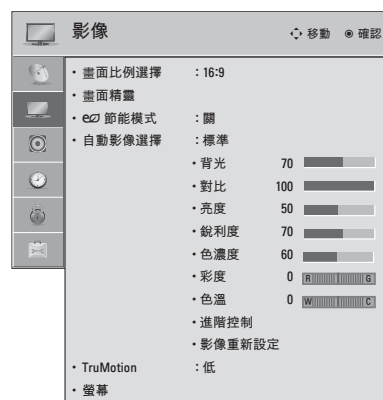 影像 移動 確認
・畫面比例選擇 : 16:9
・畫面精靈
・e 節能模式 : 關
・自動影像選擇 : 標準
・背光 70
・對比 100
・亮度 50
・銳利度 70
・色濃度 60
・彩度 0 R G
・色溫 0 W C
・進階控制
・影像重新設定
・TruMotion : 低
・螢幕